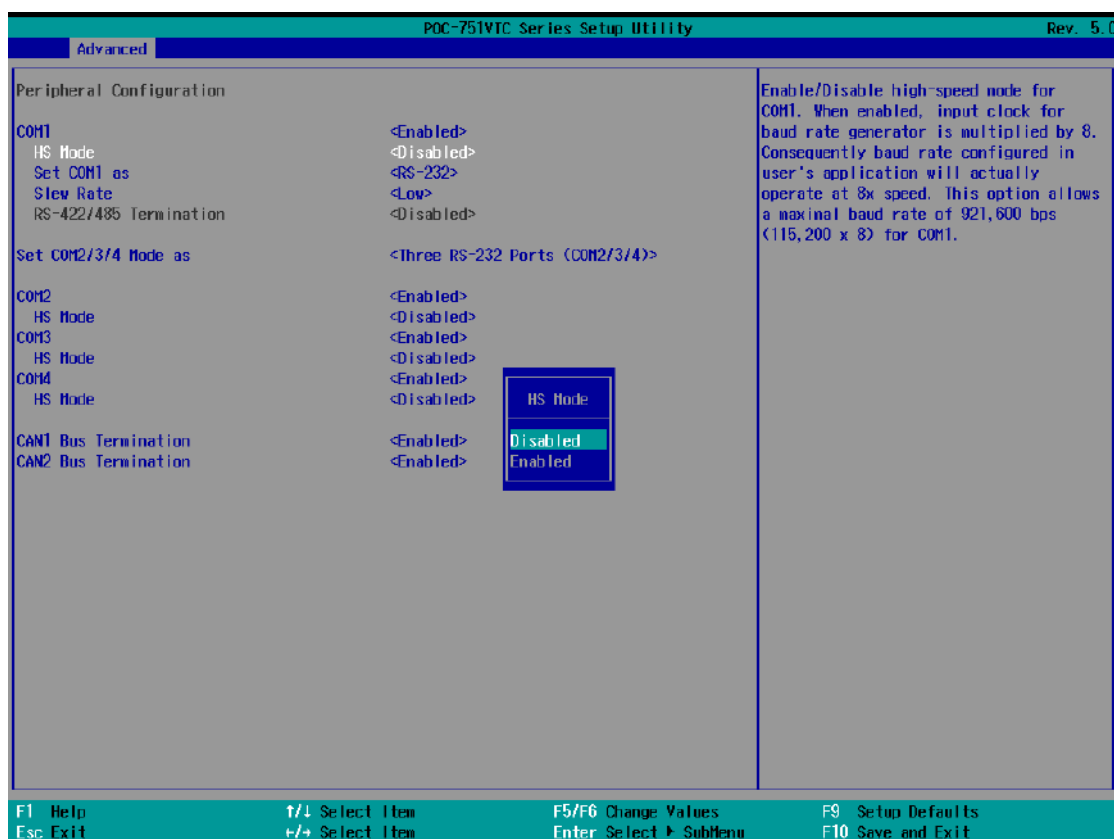 POC-751VTC Series Setup Utility Rev. 5.0
Advanced
Peripheral Configuration
COM1 <Enabled>
HS Mode <Disabled>
Set COM1 as <RS-232>
Slew Rate <Low>
RS-422/485 Termination <Disabled>
Set COM2/3/4 Mode as <Three RS-232 Ports (COM2/3/4)>
COM2 <Enabled>
HS Mode <Disabled>
COM3 <Enabled>
HS Mode <Disabled>
COM4 <Enabled>
HS Mode <Disabled>
CAN1 Bus Termination <Enabled>
CAN2 Bus Termination <Enabled>
HS Mode
Disabled
Enabled
Enable/Disable high-speed mode for
COM1. When enabled, input clock for
baud rate generator is multiplied by 8.
Consequently baud rate configured in
user's application will actually
operate at 8x speed. This option allows
a maximal baud rate of 921,600 bps
(115,200 x 8) for COM1.
F1 Help ↑/↓ Select Item F5/F6 Change Values F9 Setup Defaults
Esc Exit ←/→ Select Item Enter Select ▶ SubMenu F10 Save and Exit